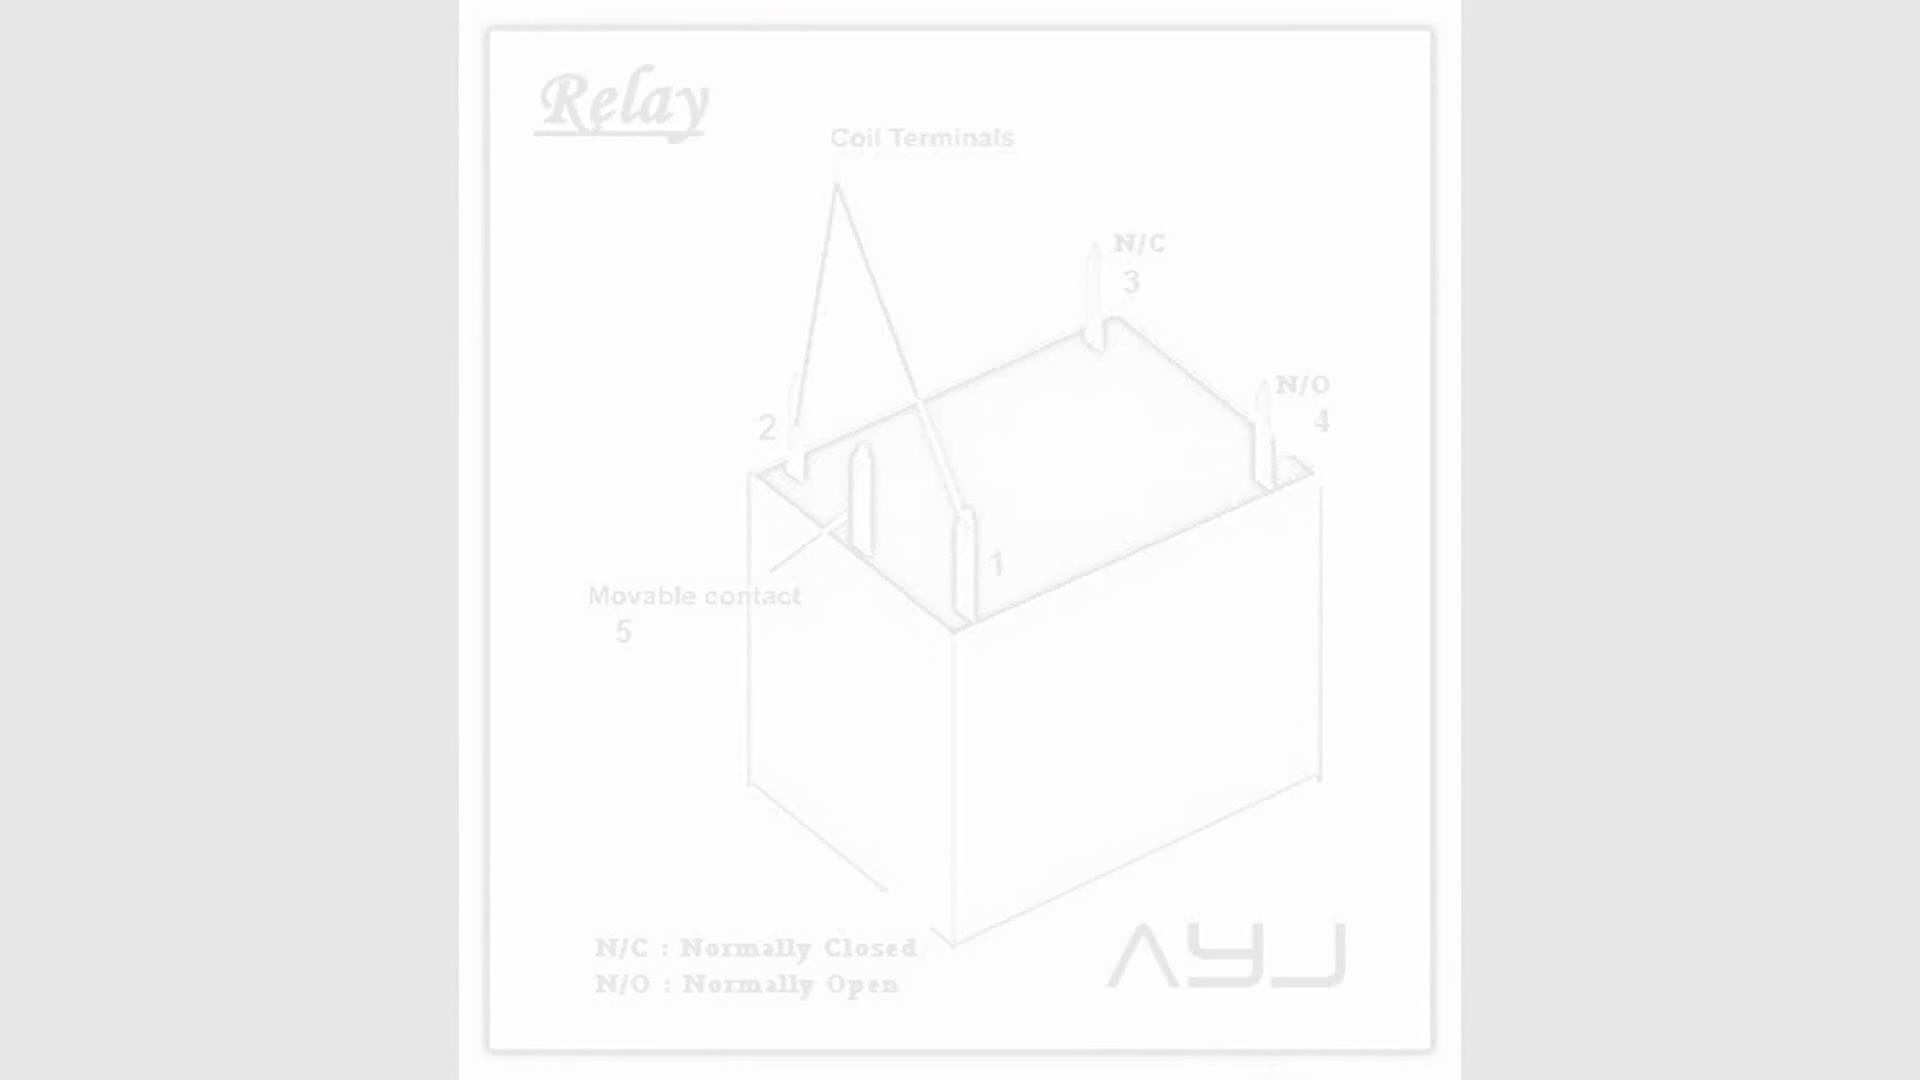 Relay
Coil Terminals
N/C
3
N/O
4
2
1
Movable contact
5
N/C : Normally Closed
N/O : Normally Open
AYJ